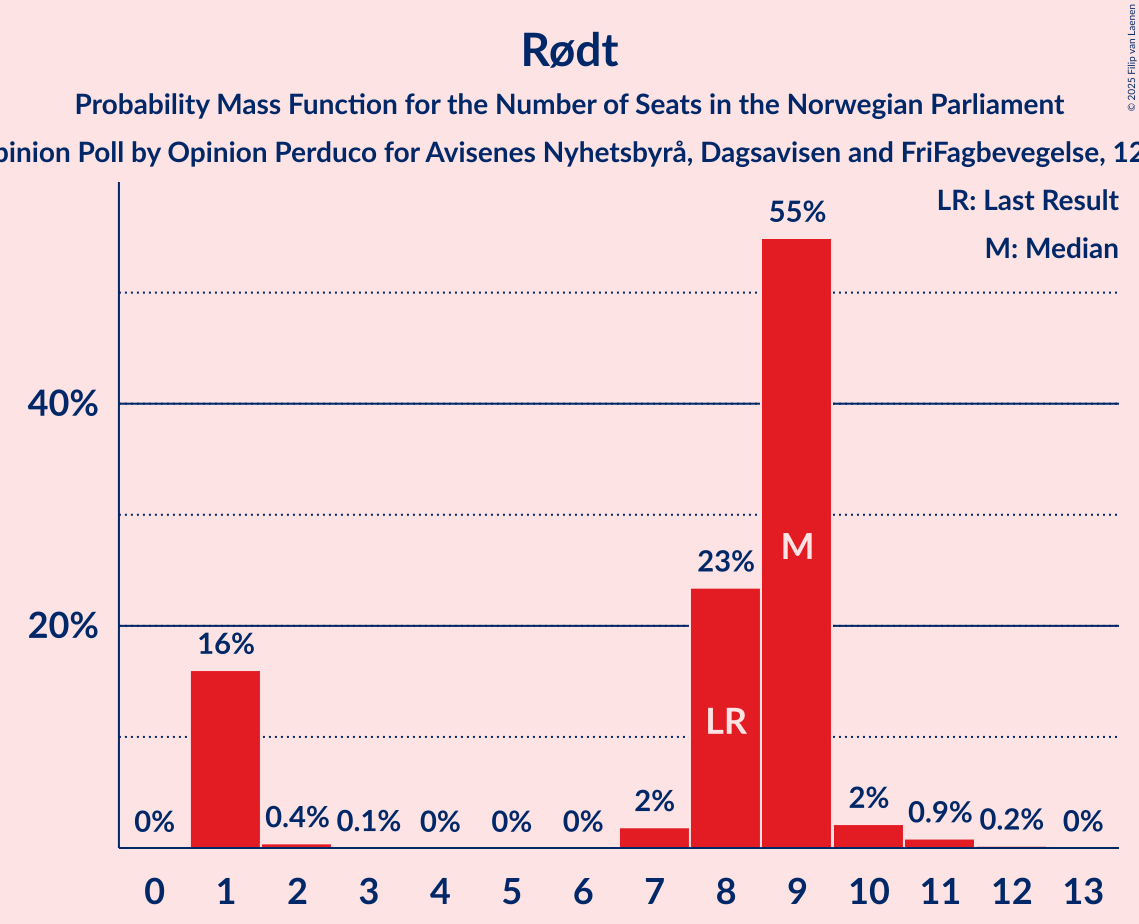 Rødt
Probability Mass Function for the Number of Seats in the Norwegian Parliament
Opinion Poll by Opinion Perduco for Avisenes Nyhetsbyrå, Dagsavisen and FriFagbevegelse, 12
© 2025 Filip van Laenen
LR: Last Result
M: Median
55%
40%
M
23%
20%
16%
LR
0% 0.4% 0.1% 0% 0% 0% 2% 2% 0.9% 0.2% 0%
0 1 2 3 4 5 6 7 8 9 10 11 12 13